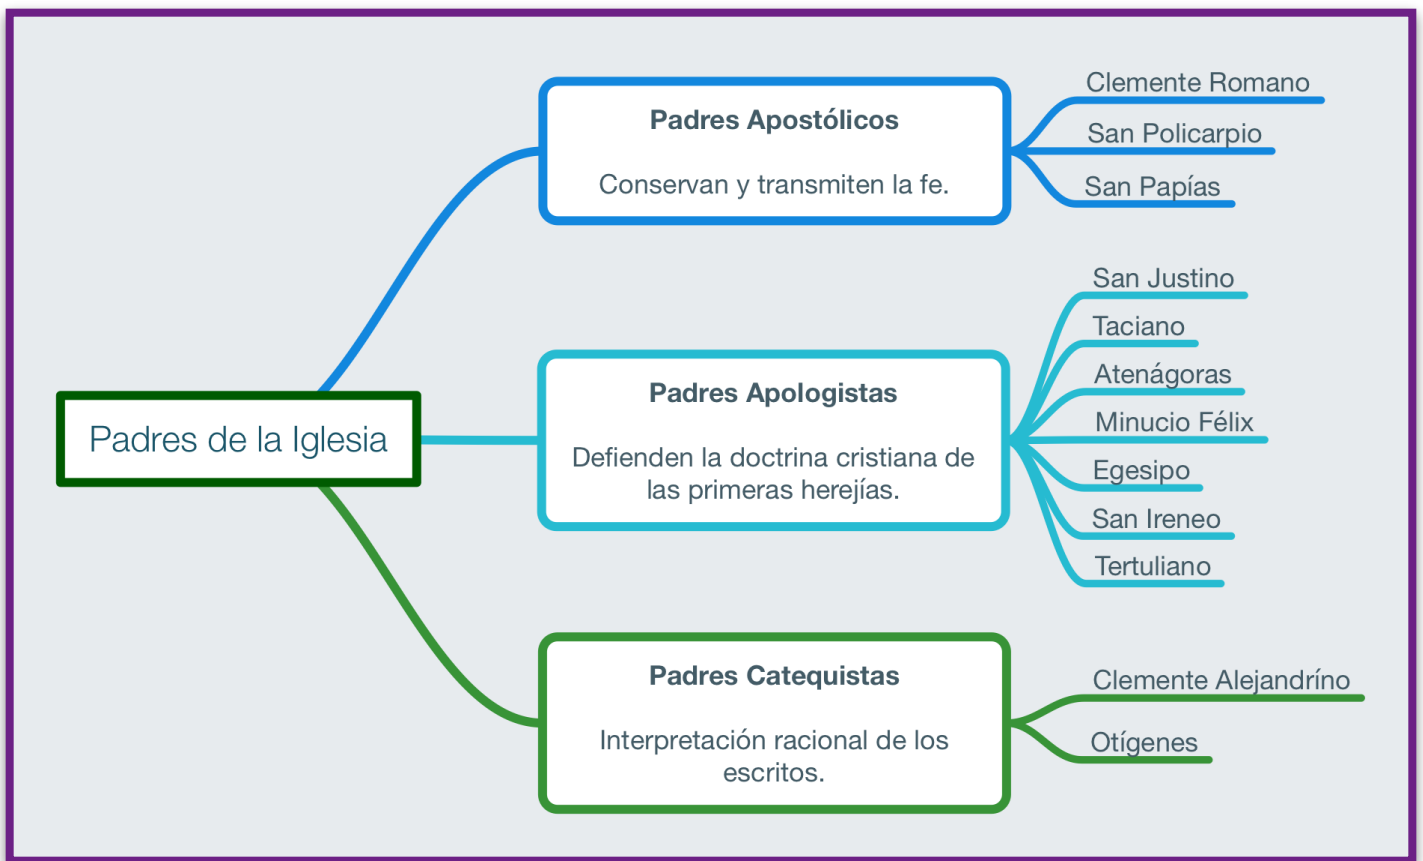 Padres de la Iglesia
Padres Apostólicos
Conservan y transmiten la fe.
Clemente Romano
San Policarpio
San Papías
Padres Apologistas
Defienden la doctrina cristiana de
las primeras herejías.
San Justino
Taciano
Atenágoras
Minucio Félix
Egesipo
San Ireneo
Tertuliano
Padres Catequistas
Interpretación racional de los
escritos.
Clemente Alejandríno
Otígenes